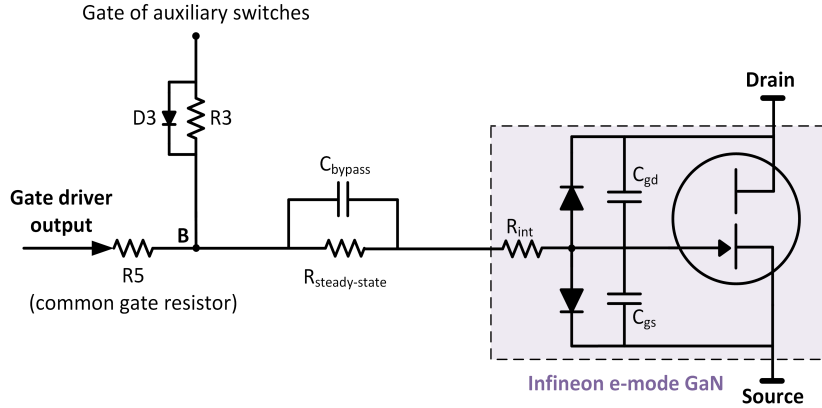 Gate of auxiliary switches
D3
R3
Drain
C_bypass
C_gd
Gate driver
output
B
R_int
R5
(common gate resistor)
R_steady-state
C_gs
Infineon e-mode GaN
Source